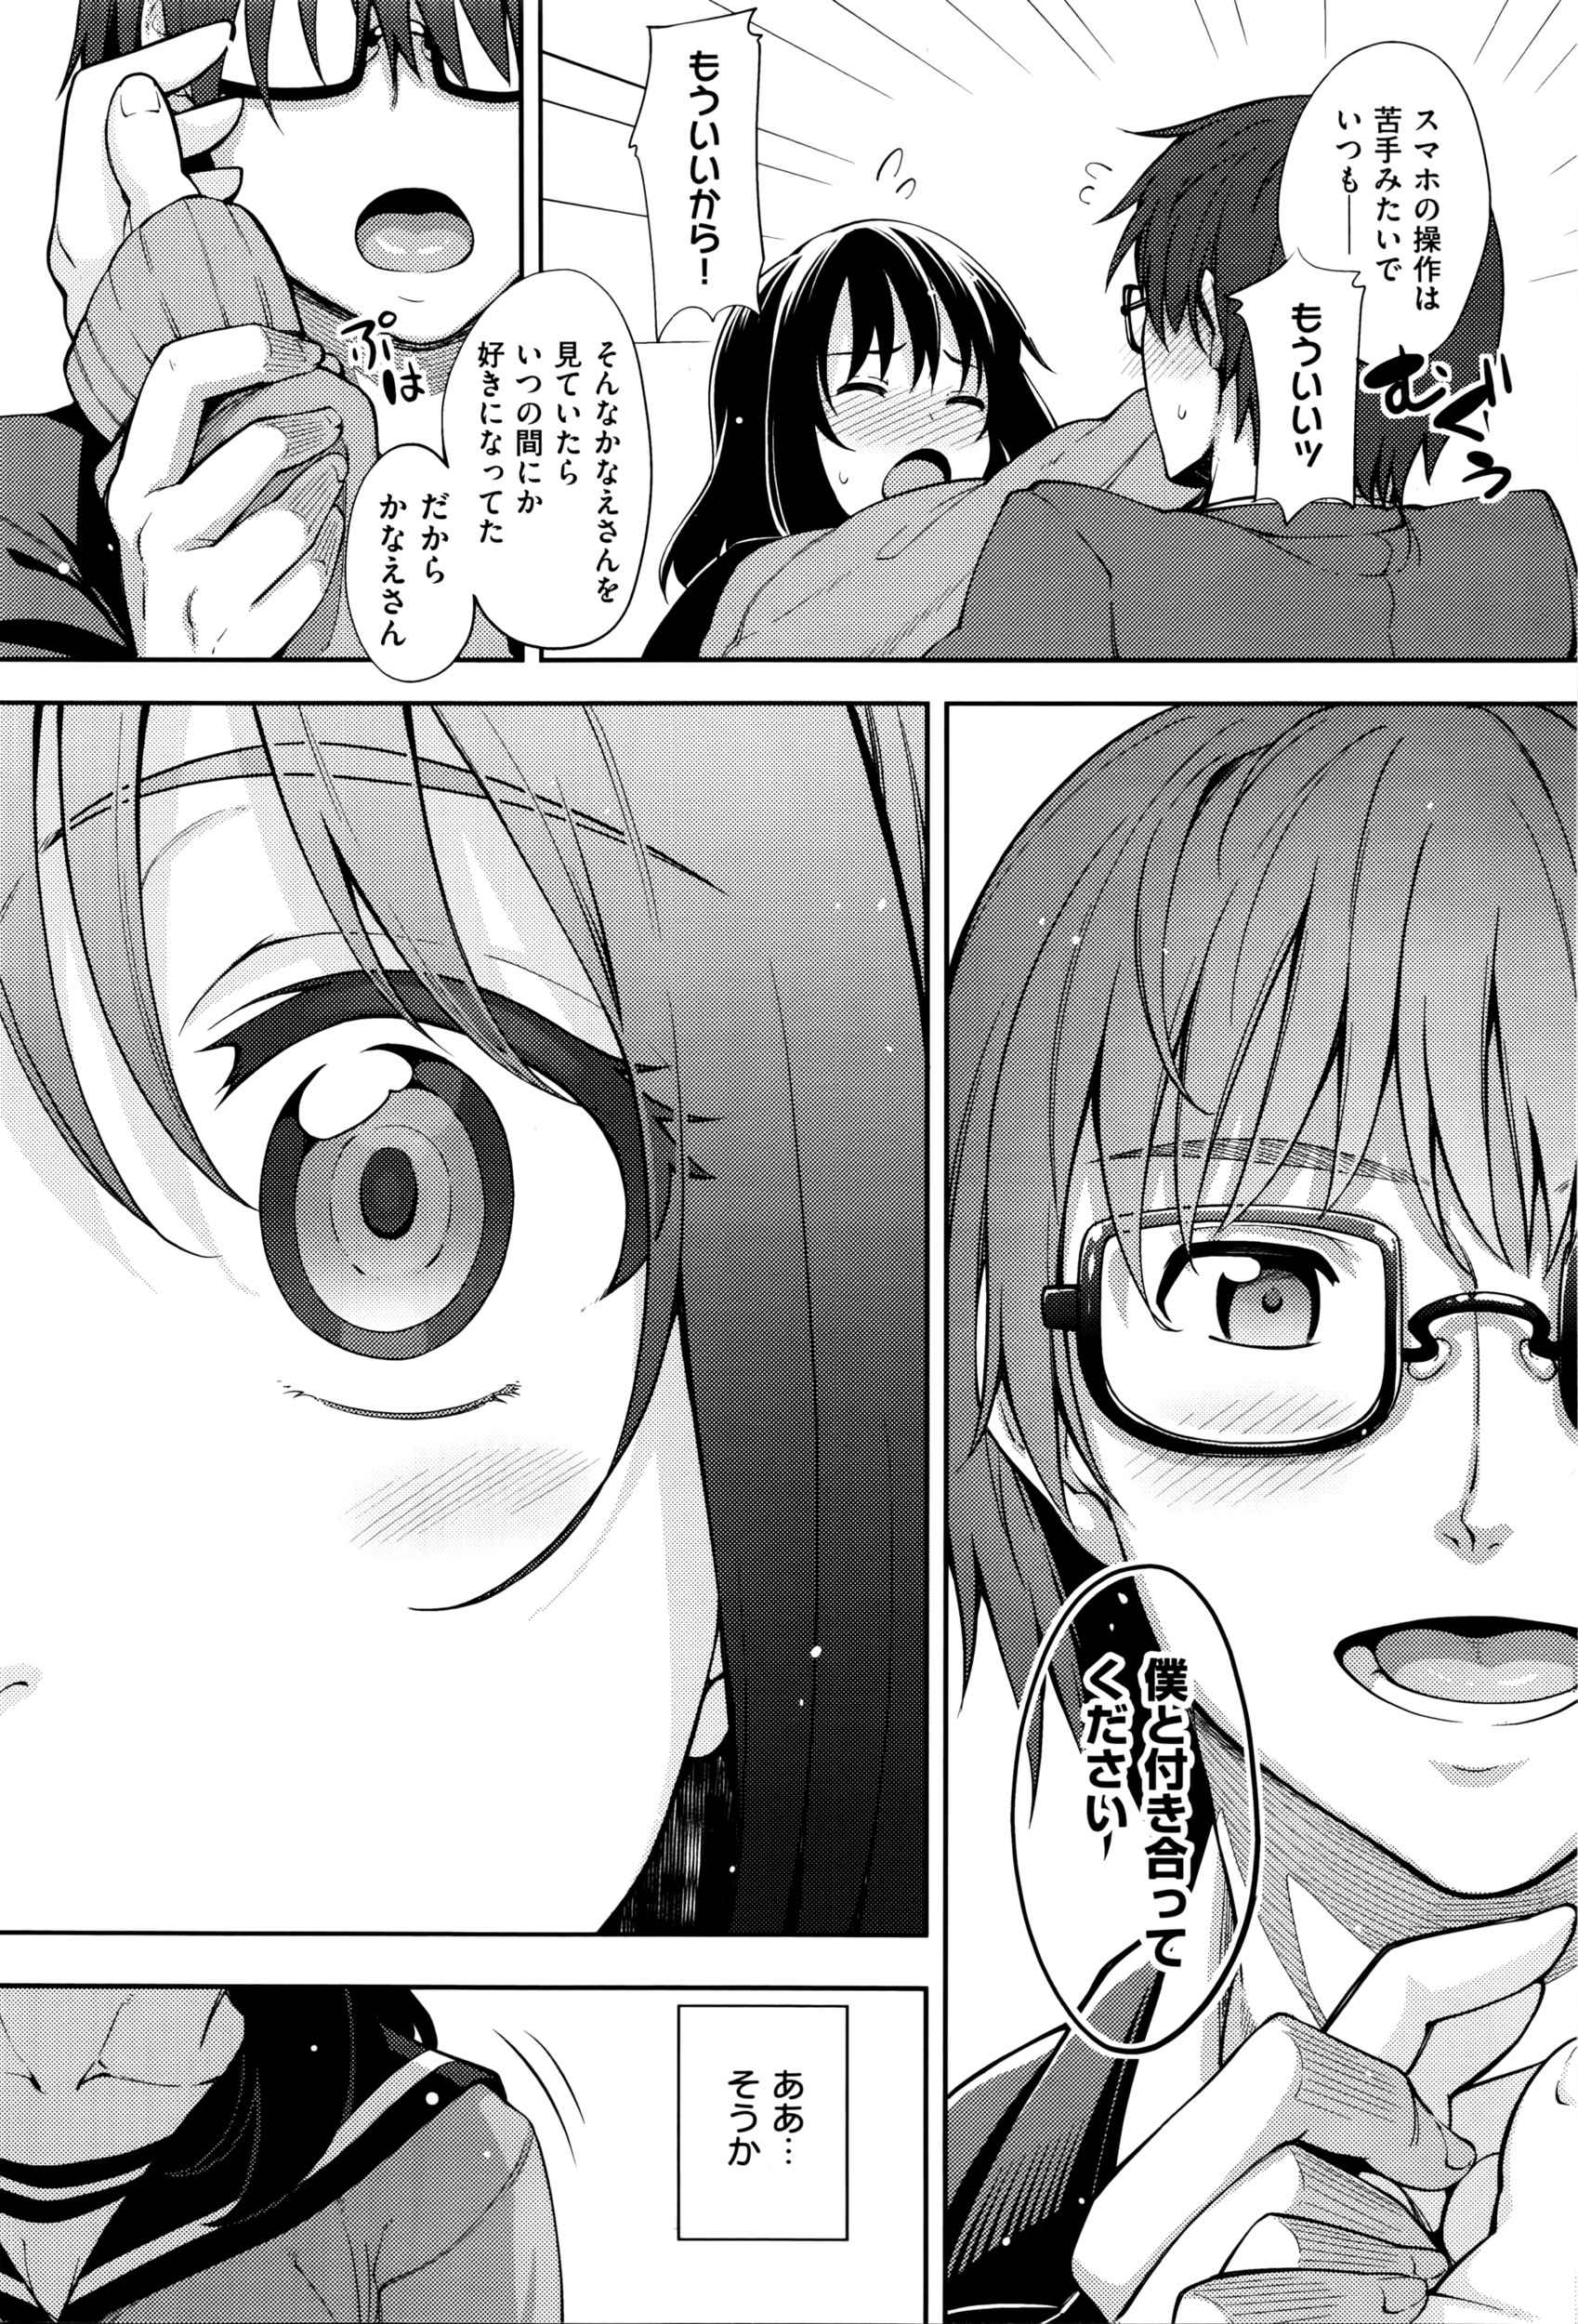 スマホの操作は
苦手みたいで
いつも──
もういいッ
むぐぅ
もういいから！
ぷは
そんなかなえさんを
見ていたら
いつの間にか
好きになってた
だから
かなえさん
僕と付き合って
ください
ああ…
そうか